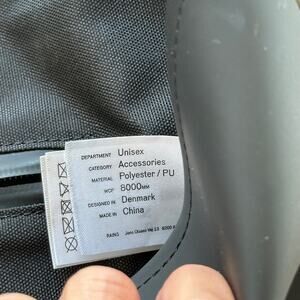 DEPARTMENT Unisex
CATEGORY Accessories
MATERIAL Polyester / PU
WCP 8000MM
DESIGNED IN Denmark
MADE IN China
RAINS